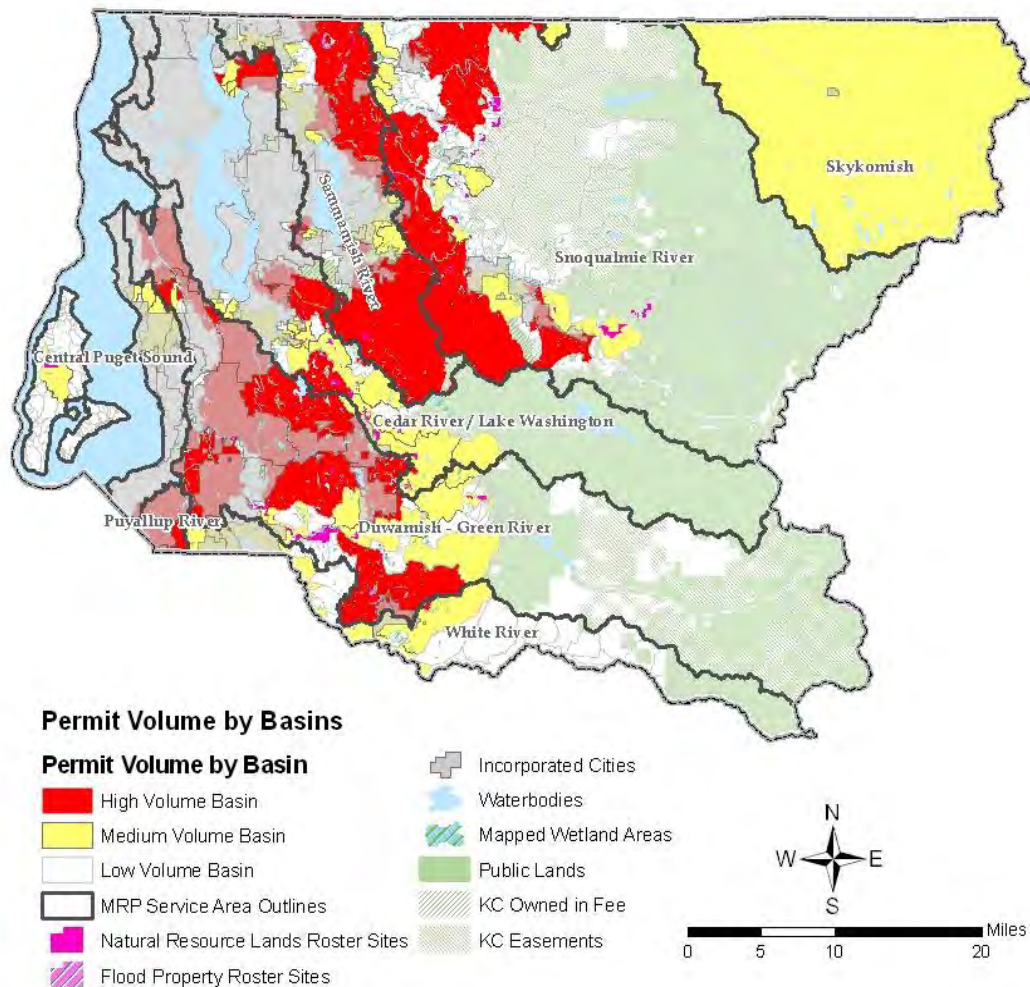 Skykomish
Sammamish River
Snoqualmie River
Central Puget Sound
Cedar River / Lake Washington
Puyallup River
Duwamish - Green River
White River
Permit Volume by Basins
Permit Volume by Basin
High Volume Basin
Medium Volume Basin
Low Volume Basin
MRP Service Area Outlines
Natural Resource Lands Roster Sites
Flood Property Roster Sites
Incorporated Cities
Waterbodies
Mapped Wetland Areas
Public Lands
KC Owned in Fee
KC Easements
N
W E
S
Miles
0 5 10 20